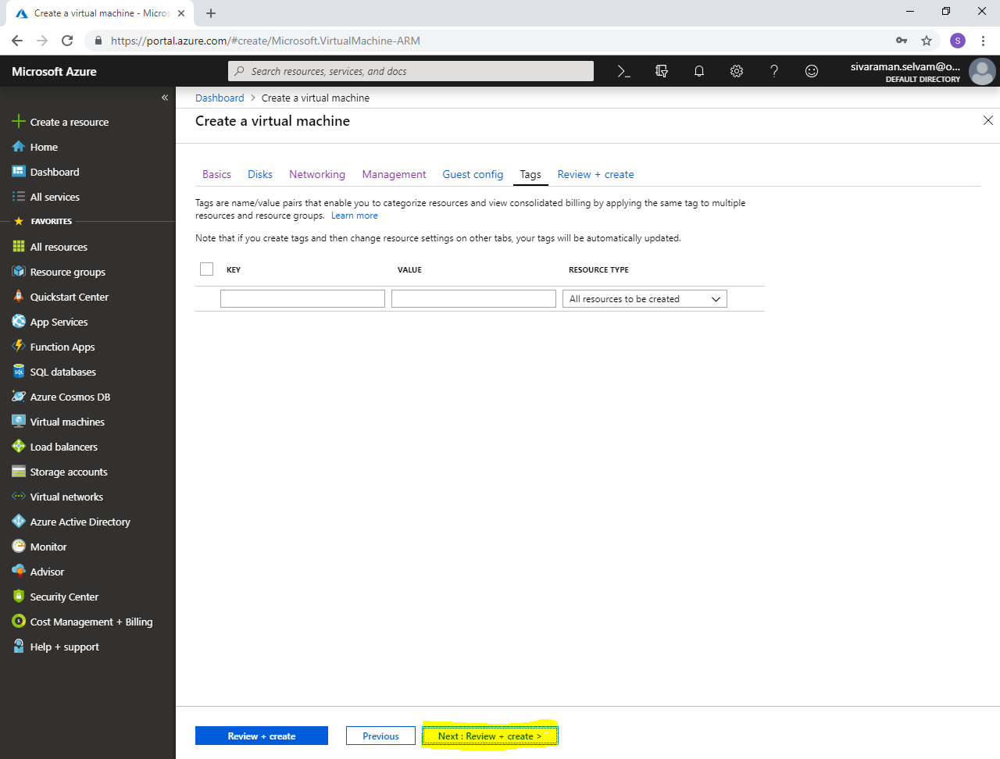 Create a virtual machine - Micros
https://portal.azure.com/#create/Microsoft.VirtualMachine-ARM
S
Microsoft Azure
Search resources, services, and docs
sivaraman.selvam@o...
DEFAULT DIRECTORY
Create a resource
Home
Dashboard
All services
FAVORITES
All resources
Resource groups
Quickstart Center
App Services
Function Apps
SQL databases
Azure Cosmos DB
Virtual machines
Load balancers
Storage accounts
Virtual networks
Azure Active Directory
Monitor
Advisor
Security Center
Cost Management + Billing
Help + support
Dashboard > Create a virtual machine
Create a virtual machine
Basics Disks Networking Management Guest config Tags Review + create
Tags are name/value pairs that enable you to categorize resources and view consolidated billing by applying the same tag to multiple
resources and resource groups. Learn more
Note that if you create tags and then change resource settings on other tabs, your tags will be automatically updated.
KEY VALUE RESOURCE TYPE
All resources to be created
Review + create Previous Next : Review + create >